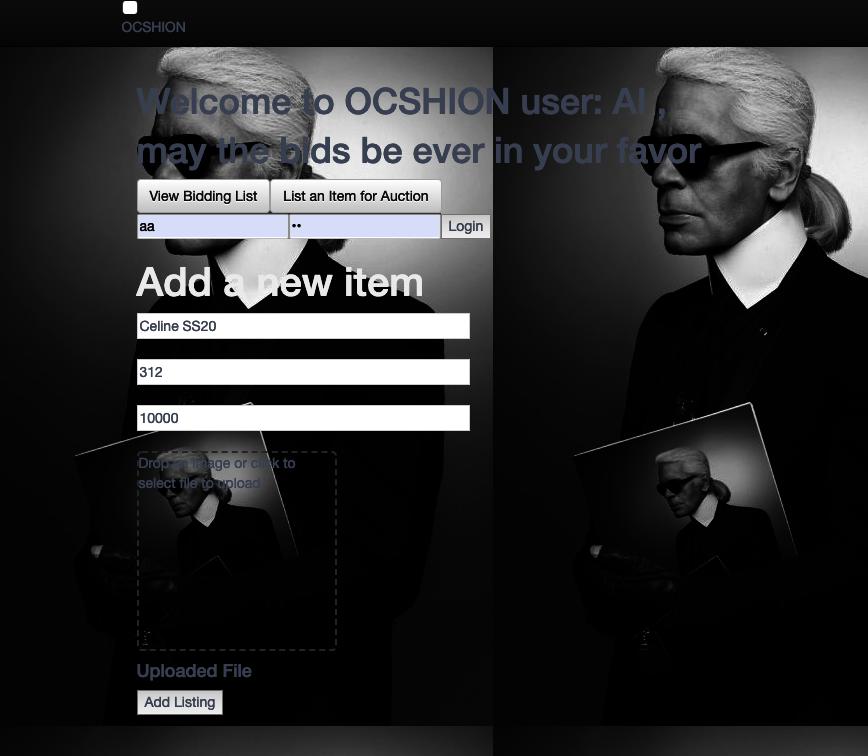 OCSHION
Welcome to OCSHION user: Al ,
may the bids be ever in your favor
View Bidding List List an Item for Auction
aa •• Login
Add a new item
Celine SS20
312
10000
Drop an image or click to
select file to upload
Uploaded File
Add Listing